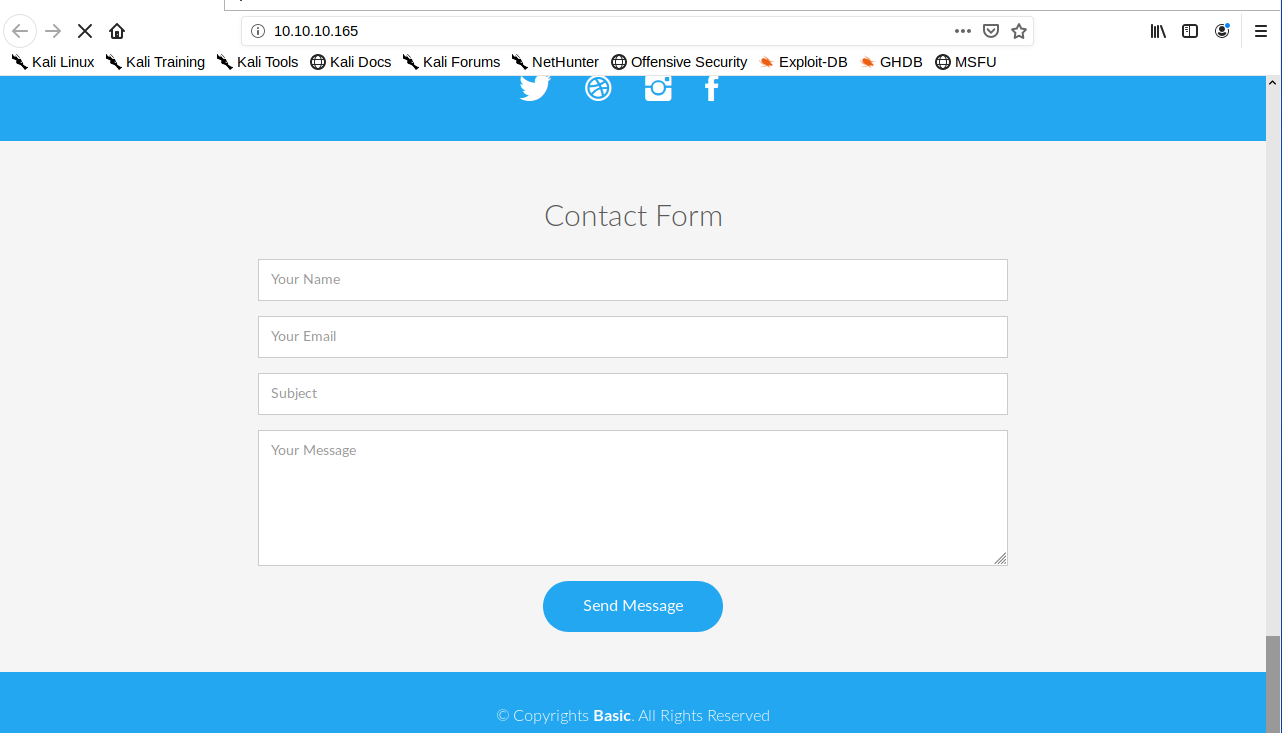 10.10.10.165
Kali Linux Kali Training Kali Tools Kali Docs Kali Forums NetHunter Offensive Security Exploit-DB GHDB MSFU
Contact Form
Your Name
Your Email
Subject
Your Message
Send Message
© Copyrights Basic. All Rights Reserved